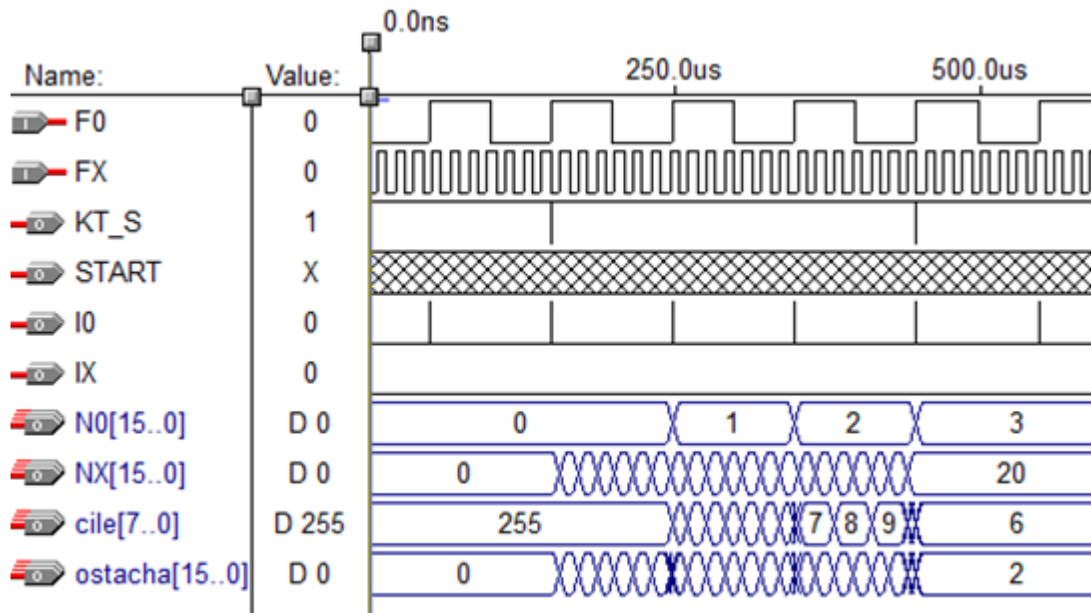 0.0ns
Name: Value: 250.0us 500.0us
F0 0
FX 0
KT_S 1
START X
I0 0
IX 0
N0[15..0] D 0 0 1 2 3
NX[15..0] D 0 0 20
cile[7..0] D 255 255 7 8 9 6
ostacha[15..0] D 0 0 2